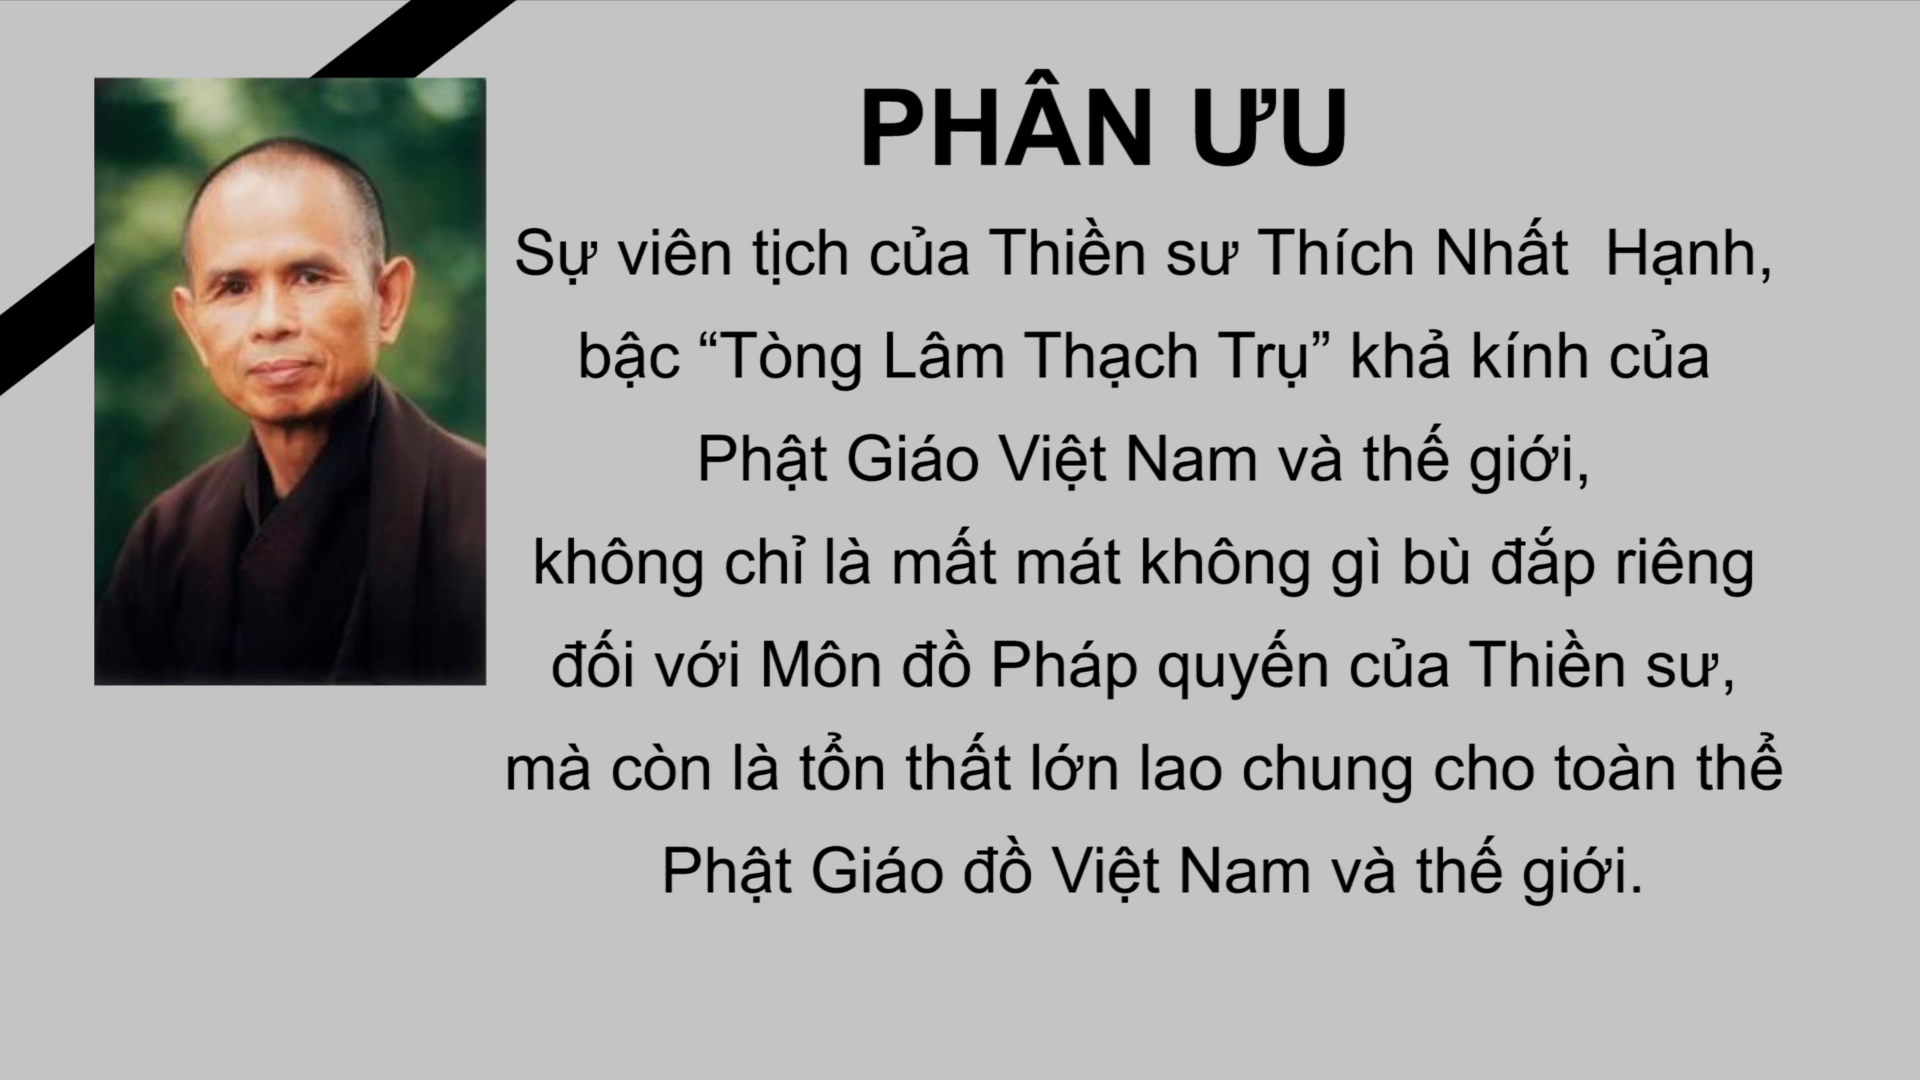 PHÂN ƯU
Sự viên tịch của Thiền sư Thích Nhất  Hạnh,
bậc “Tòng Lâm Thạch Trụ” khả kính của
Phật Giáo Việt Nam và thế giới,
không chỉ là mất mát không gì bù đắp riêng
đối với Môn đồ Pháp quyến của Thiền sư,
mà còn là tổn thất lớn lao chung cho toàn thể
Phật Giáo đồ Việt Nam và thế giới.